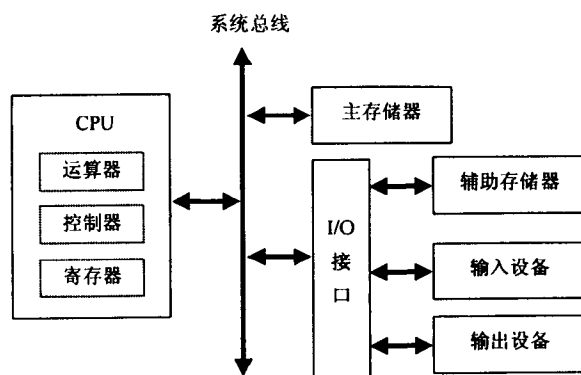 系统总线
CPU
运算器
控制器
寄存器
主存储器
I/O
接
口
辅助存储器
输入设备
输出设备